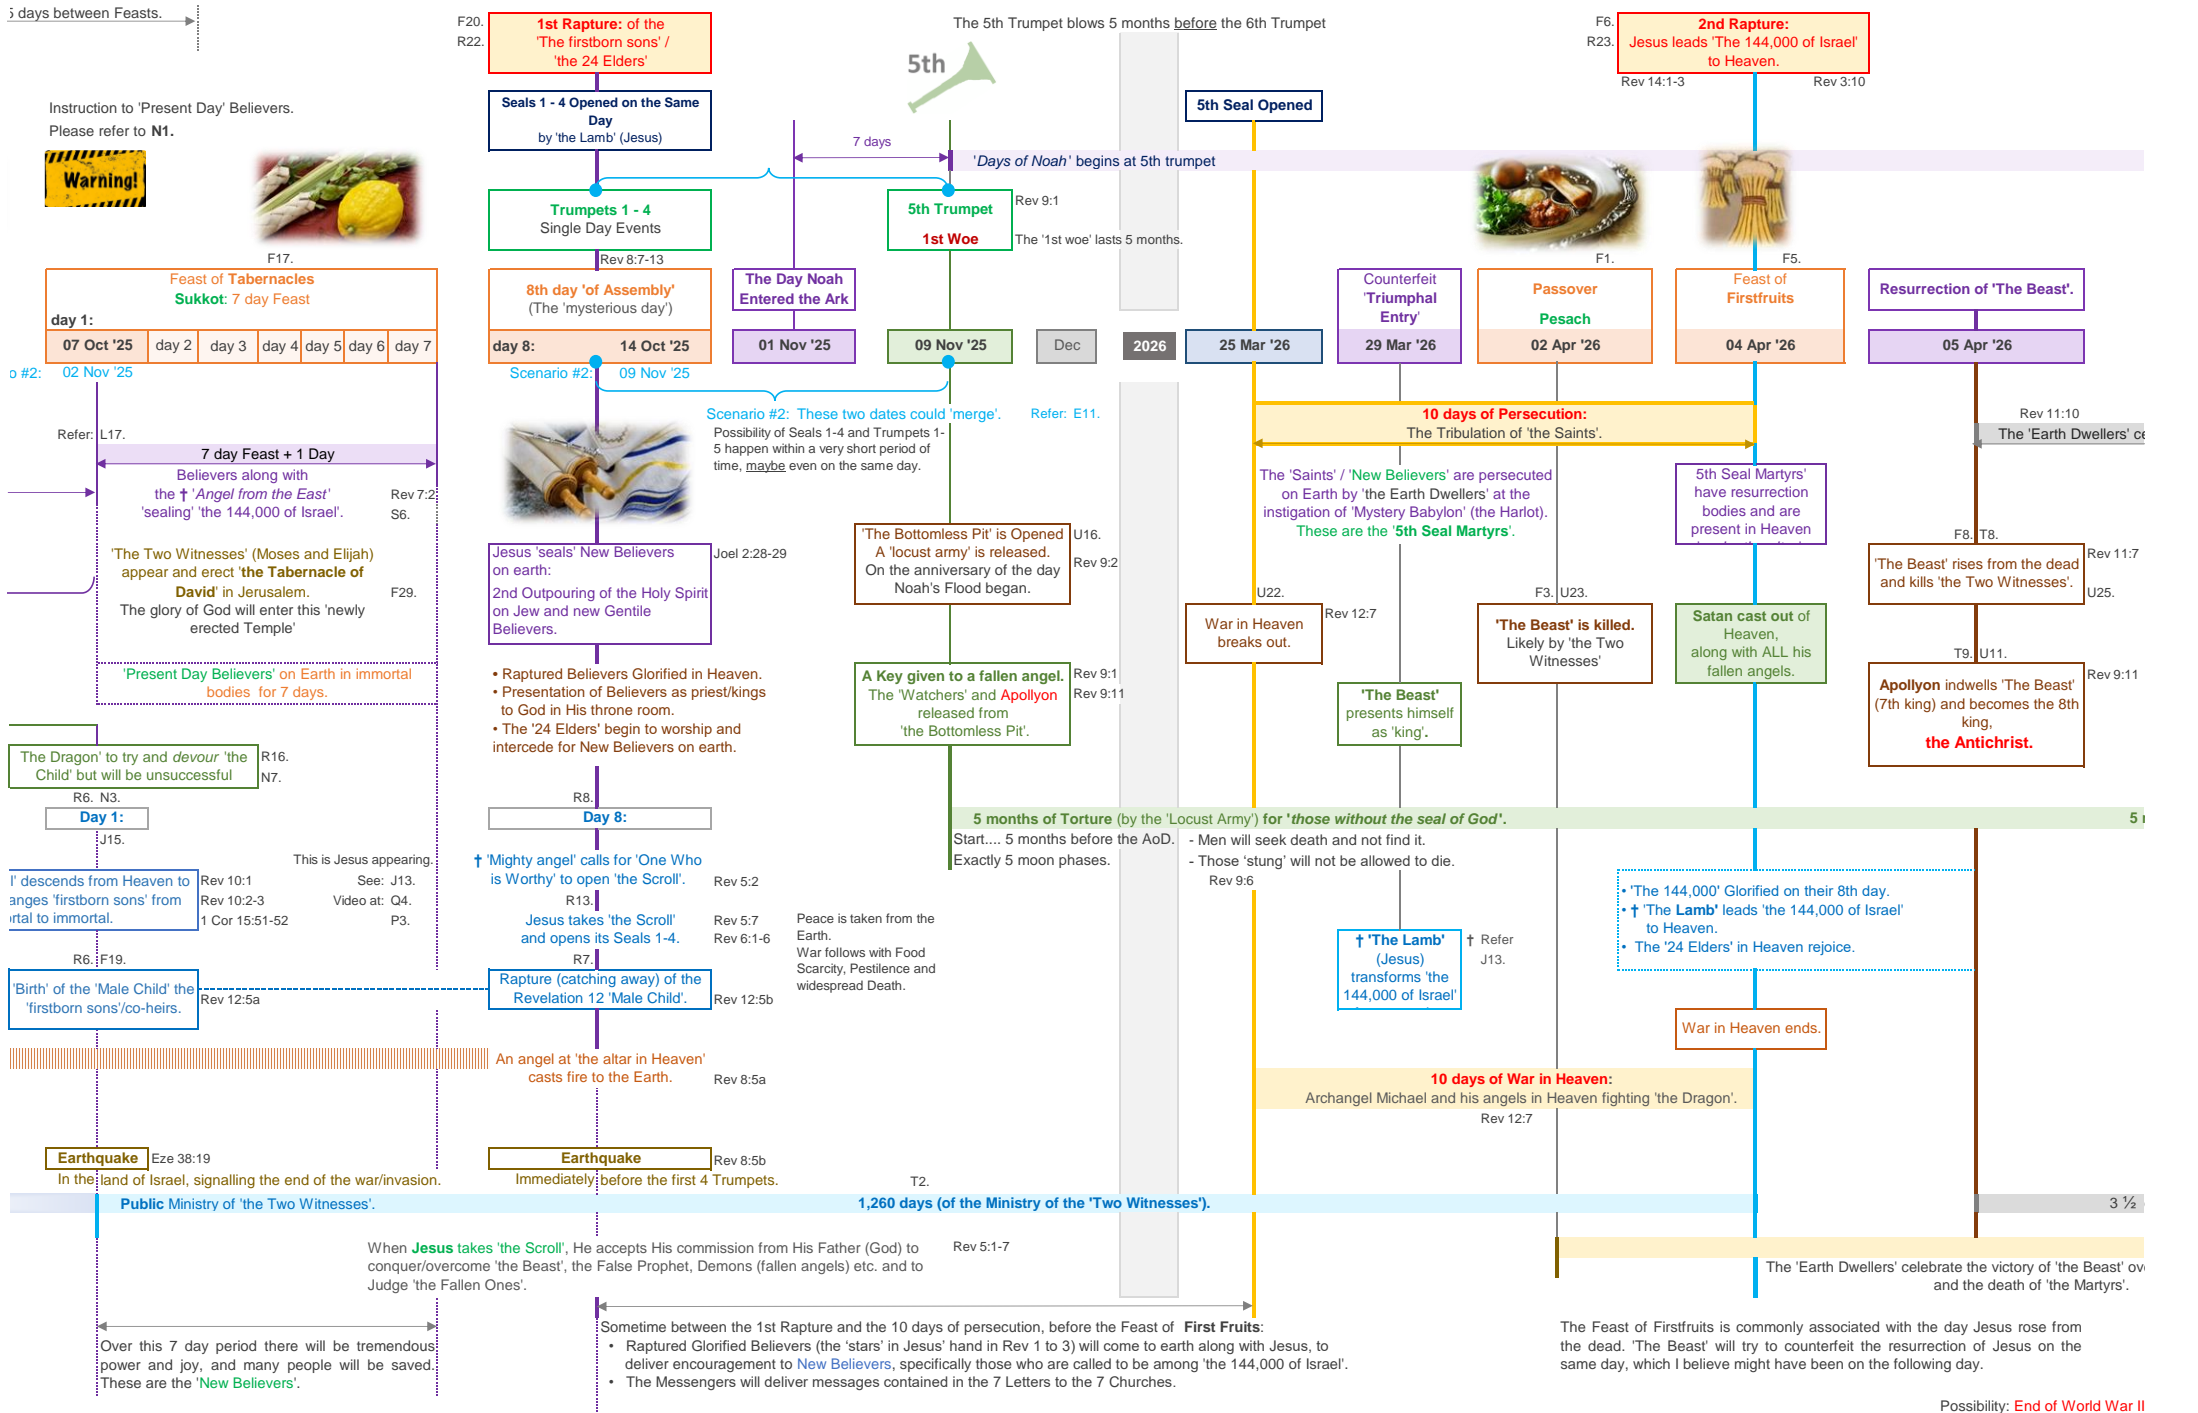 5 days between Feasts.
F20.
R22.
1st Rapture: of the
'The firstborn sons' /
'the 24 Elders'
The 5th Trumpet blows 5 months before the 6th Trumpet
5th
F6.
R23.
2nd Rapture:
Jesus leads 'The 144,000 of Israel'
to Heaven.
Rev 14:1-3
Rev 3:10
Instruction to 'Present Day' Believers.
Please refer to N1.
Warning!
Seals 1 - 4 Opened on the Same
Day
by 'the Lamb' (Jesus)
5th Seal Opened
7 days
'Days of Noah' begins at 5th trumpet
Trumpets 1 - 4
Single Day Events
Rev 8:7-13
5th Trumpet
1st Woe
Rev 9:1
The '1st woe' lasts 5 months.
F17.
F1.
F5.
Feast of Tabernacles
Sukkot: 7 day Feast
day 1:
8th day 'of Assembly'
(The 'mysterious day')
The Day Noah
Entered the Ark
Counterfeit
'Triumphal
Entry'
Passover
Pesach
Feast of
Firstfruits
Resurrection of 'The Beast'.
07 Oct '25
day 2
day 3
day 4
day 5
day 6
day 7
day 8:
14 Oct '25
01 Nov '25
09 Nov '25
Dec
2026
25 Mar '26
29 Mar '26
02 Apr '26
04 Apr '26
05 Apr '26
o #2:
02 Nov '25
Scenario #2:
09 Nov '25
Scenario #2: These two dates could 'merge'.
Refer: E11.
Possibility of Seals 1-4 and Trumpets 1-
5 happen within a very short period of
time, maybe even on the same day.
10 days of Persecution:
The Tribulation of 'the Saints'.
Rev 11:10
The 'Earth Dwellers' ce
Refer: L17.
7 day Feast + 1 Day
Believers along with
the ✝ 'Angel from the East'
'sealing' 'the 144,000 of Israel'.
Rev 7:2
S6.
'The Two Witnesses' (Moses and Elijah)
appear and erect 'the Tabernacle of
David' in Jerusalem.
The glory of God will enter this 'newly
erected Temple'
F29.
'Present Day Believers' on Earth in immortal
bodies for 7 days.
The 'Saints' / 'New Believers' are persecuted
on Earth by 'the Earth Dwellers' at the
instigation of 'Mystery Babylon' (the Harlot).
These are the '5th Seal Martyrs'.
5th Seal Martyrs'
have resurrection
bodies and are
present in Heaven
Jesus 'seals' New Believers
on earth:
2nd Outpouring of the Holy Spirit
on Jew and new Gentile
Believers.
Joel 2:28-29
'The Bottomless Pit' is Opened
A 'locust army' is released.
On the anniversary of the day
Noah's Flood began.
U16.
Rev 9:2
F8. T8.
'The Beast' rises from the dead
and kills 'the Two Witnesses'.
Rev 11:7
U25.
U22.
War in Heaven
breaks out.
Rev 12:7
F3. U23.
'The Beast' is killed.
Likely by 'the Two
Witnesses'
Satan cast out of
Heaven,
along with ALL his
fallen angels.
• Raptured Believers Glorified in Heaven.
• Presentation of Believers as priest/kings
to God in His throne room.
• The '24 Elders' begin to worship and
intercede for New Believers on earth.
A Key given to a fallen angel.
The 'Watchers' and Apollyon
released from
'the Bottomless Pit'.
Rev 9:1
Rev 9:11
'The Beast'
presents himself
as 'king'.
T9. U11.
Apollyon indwells 'The Beast'
(7th king) and becomes the 8th
king,
the Antichrist.
Rev 9:11
The Dragon' to try and devour 'the
Child' but will be unsuccessful
R16.
N7.
R6. N3.
Day 1:
J15.
R8.
Day 8:
5 months of Torture (by the 'Locust Army') for 'those without the seal of God'.
5 
Start.... 5 months before the AoD.
Exactly 5 moon phases.
- Men will seek death and not find it.
- Those ‘stung’ will not be allowed to die.
Rev 9:6
This is Jesus appearing.
See: J13.
Video at: Q4.
P3.
l' descends from Heaven to
anges 'firstborn sons' from
ortal to immortal.
Rev 10:1
Rev 10:2-3
1 Cor 15:51-52
✝ 'Mighty angel' calls for 'One Who
is Worthy' to open 'the Scroll'.
Rev 5:2
R13.
Jesus takes 'the Scroll'
and opens its Seals 1-4.
Rev 5:7
Rev 6:1-6
Peace is taken from the
Earth.
War follows with Food
Scarcity, Pestilence and
widespread Death.
• 'The 144,000' Glorified on their 8th day.
• ✝ 'The Lamb' leads 'the 144,000 of Israel'
to Heaven.
• The '24 Elders' in Heaven rejoice.
✝ 'The Lamb'
(Jesus)
transforms 'the
144,000 of Israel'
✝ Refer
J13.
R6. F19.
'Birth' of the 'Male Child' the
'firstborn sons'/co-heirs.
Rev 12:5a
R7.
Rapture (catching away) of the
Revelation 12 'Male Child'.
Rev 12:5b
War in Heaven ends.
An angel at 'the altar in Heaven'
casts fire to the Earth.
Rev 8:5a
10 days of War in Heaven:
Archangel Michael and his angels in Heaven fighting 'the Dragon'.
Rev 12:7
Earthquake
Eze 38:19
In the land of Israel, signalling the end of the war/invasion.
Earthquake
Rev 8:5b
Immediately before the first 4 Trumpets.
T2.
Public Ministry of 'the Two Witnesses'.
1,260 days (of the Ministry of the 'Two Witnesses').
3 ½
When Jesus takes 'the Scroll', He accepts His commission from His Father (God) to
conquer/overcome 'the Beast', the False Prophet, Demons (fallen angels) etc. and to
Judge 'the Fallen Ones'.
Rev 5:1-7
The 'Earth Dwellers' celebrate the victory of 'the Beast' ov
and the death of 'the Martyrs'.
Over this 7 day period there will be tremendous
power and joy, and many people will be saved.
These are the 'New Believers'.
Sometime between the 1st Rapture and the 10 days of persecution, before the Feast of First Fruits:
• Raptured Glorified Believers (the ‘stars’ in Jesus’ hand in Rev 1 to 3) will come to earth along with Jesus, to
deliver encouragement to New Believers, specifically those who are called to be among 'the 144,000 of Israel'.
• The Messengers will deliver messages contained in the 7 Letters to the 7 Churches.
The Feast of Firstfruits is commonly associated with the day Jesus rose from
the dead. 'The Beast' will try to counterfeit the resurrection of Jesus on the
same day, which I believe might have been on the following day.
Possibility: End of World War II